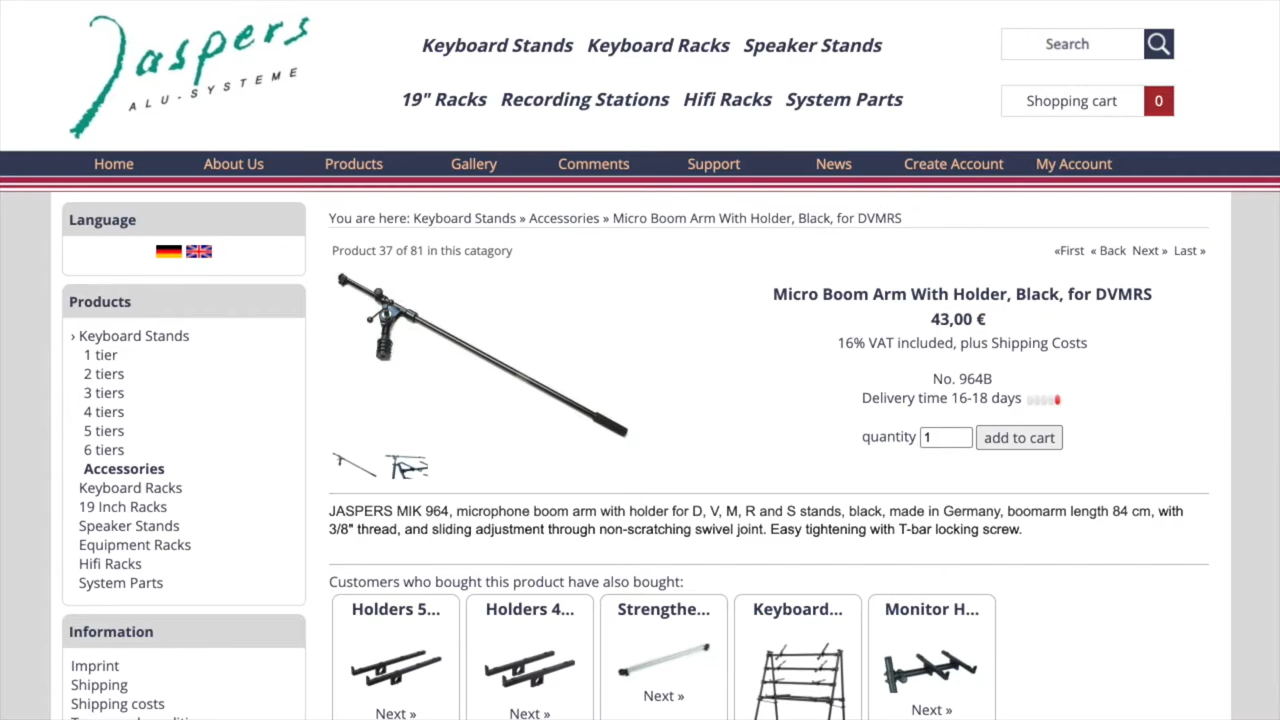 Jaspers
ALU-SYSTEME
Keyboard Stands Keyboard Racks Speaker Stands
19" Racks Recording Stations Hifi Racks System Parts
Search
Shopping cart 0
Home About Us Products Gallery Comments Support News Create Account My Account
Language
Products
› Keyboard Stands
1 tier
2 tiers
3 tiers
4 tiers
5 tiers
6 tiers
Accessories
Keyboard Racks
19 Inch Racks
Speaker Stands
Equipment Racks
Hifi Racks
System Parts
Information
Imprint
Shipping
Shipping costs
You are here: Keyboard Stands » Accessories » Micro Boom Arm With Holder, Black, for DVMRS
Product 37 of 81 in this catagory
«First « Back Next » Last »
Micro Boom Arm With Holder, Black, for DVMRS
43,00 €
16% VAT included, plus Shipping Costs
No. 964B
Delivery time 16-18 days
quantity 1 add to cart
JASPERS MIK 964, microphone boom arm with holder for D, V, M, R and S stands, black, made in Germany, boomarm length 84 cm, with
3/8" thread, and sliding adjustment through non-scratching swivel joint. Easy tightening with T-bar locking screw.
Customers who bought this product have also bought:
Holders 5... Holders 4... Strengthe... Keyboard... Monitor H...
Next » Next » Next » Next »